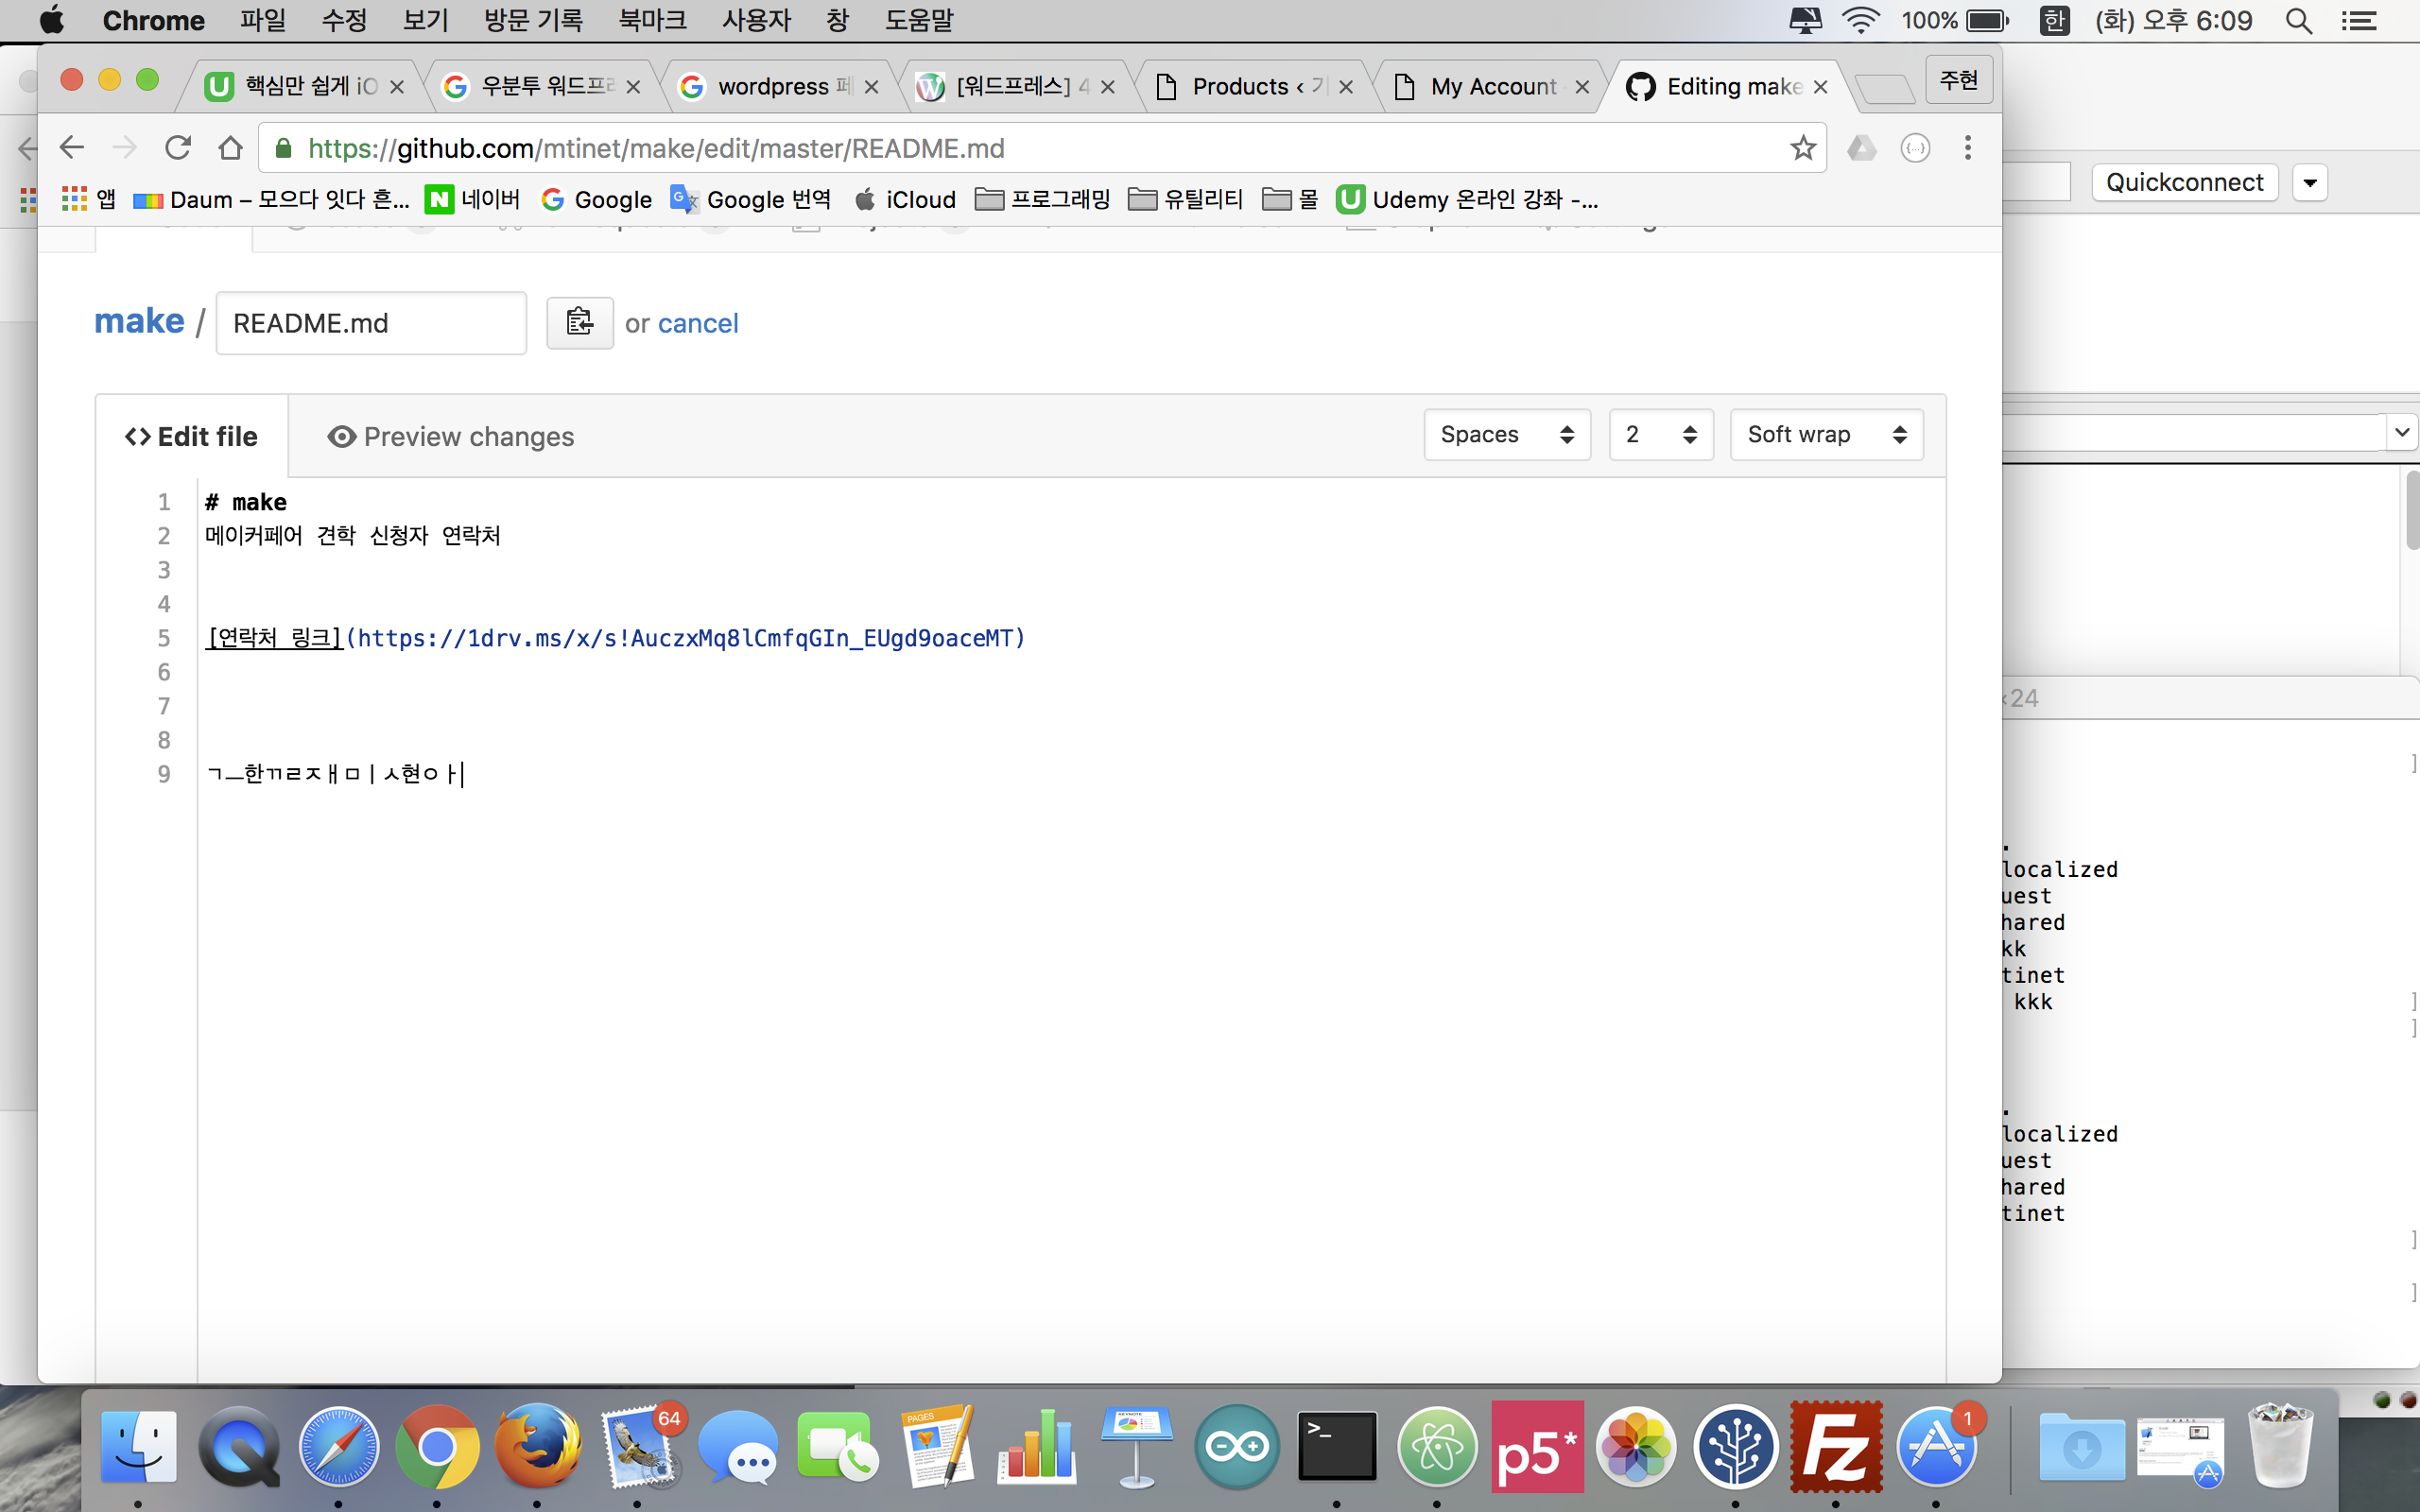 Chrome 파일 수정 보기 방문 기록 북마크 사용자 창 도움말 100% 한 (화) 오후 6:09
핵심만 쉽게 iO 우분투 워드프레 wordpress 페 [워드프레스] 4 Products ‹ 기 My Account Editing make 주현
https://github.com/mtinet/make/edit/master/README.md
앱 Daum – 모으다 잇다 흔... 네이버 Google Google 번역 iCloud 프로그래밍 유틸리티 몰 Udemy 온라인 강좌 -...
Quickconnect
make / README.md or cancel
Edit file Preview changes Spaces 2 Soft wrap
1 # make
2 메이커페어 견학 신청자 연락처
3
4
5 [연락처 링크](https://1drv.ms/x/s!AuczxMq8lCmfqGIn_EUgd9oaceMT)
6
7
8
9 ㄱㅡ한ㄲㄹㅈㅐㅁㅣㅅ현ㅇㅏ
×24
]
.
localized
uest
hared
kk
tinet
kkk ]
]
.
localized
uest
hared
tinet
]
]
64 PAGES KEYNOTE >_ p5* Fz 1